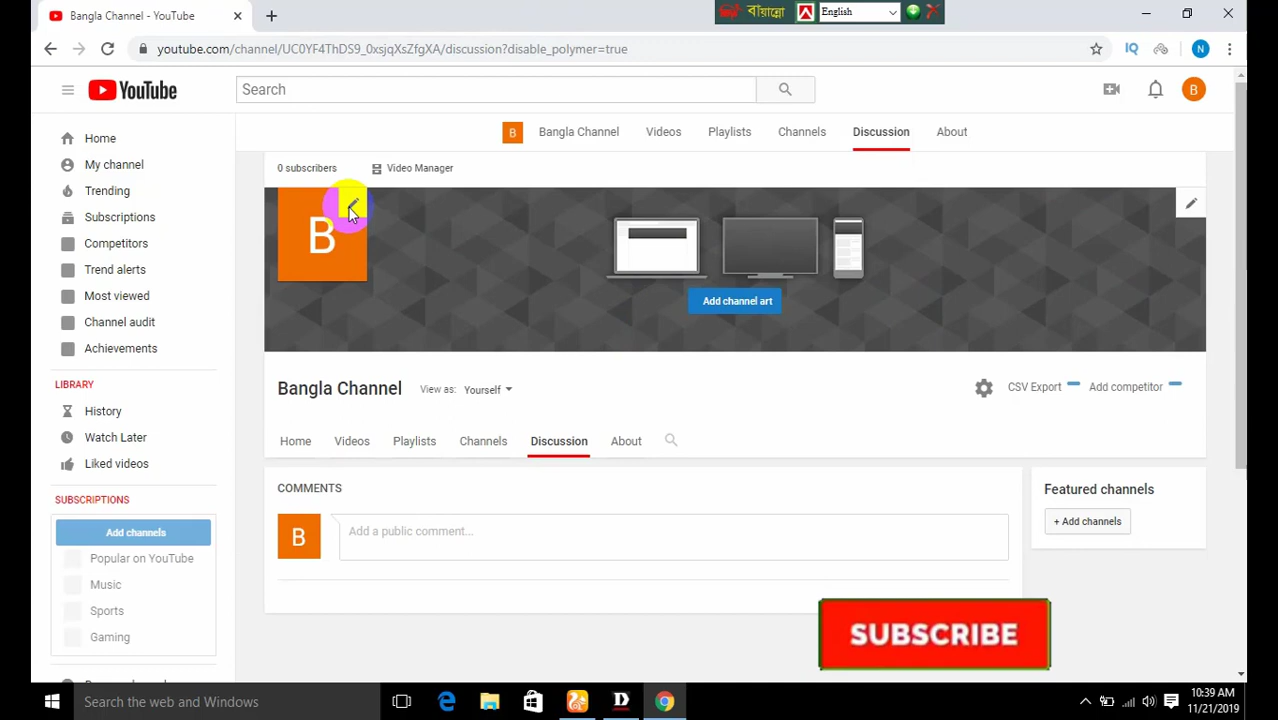 Bangla Channel - YouTube
বায়ান্নো
English
youtube.com/channel/UC0YF4ThDS9_0xsjqXsZfgXA/discussion?disable_polymer=true
IQ
N
YouTube
Search
B
B
Bangla Channel
Videos
Playlists
Channels
Discussion
About
Home
My channel
Trending
Subscriptions
Competitors
Trend alerts
Most viewed
Channel audit
Achievements
LIBRARY
History
Watch Later
Liked videos
SUBSCRIPTIONS
Add channels
Popular on YouTube
Music
Sports
Gaming
0 subscribers
Video Manager
B
Add channel art
Bangla Channel
View as:
Yourself
CSV Export
Add competitor
Home
Videos
Playlists
Channels
Discussion
About
COMMENTS
B
Add a public comment...
Featured channels
+ Add channels
SUBSCRIBE
Search the web and Windows
10:39 AM
11/21/2019